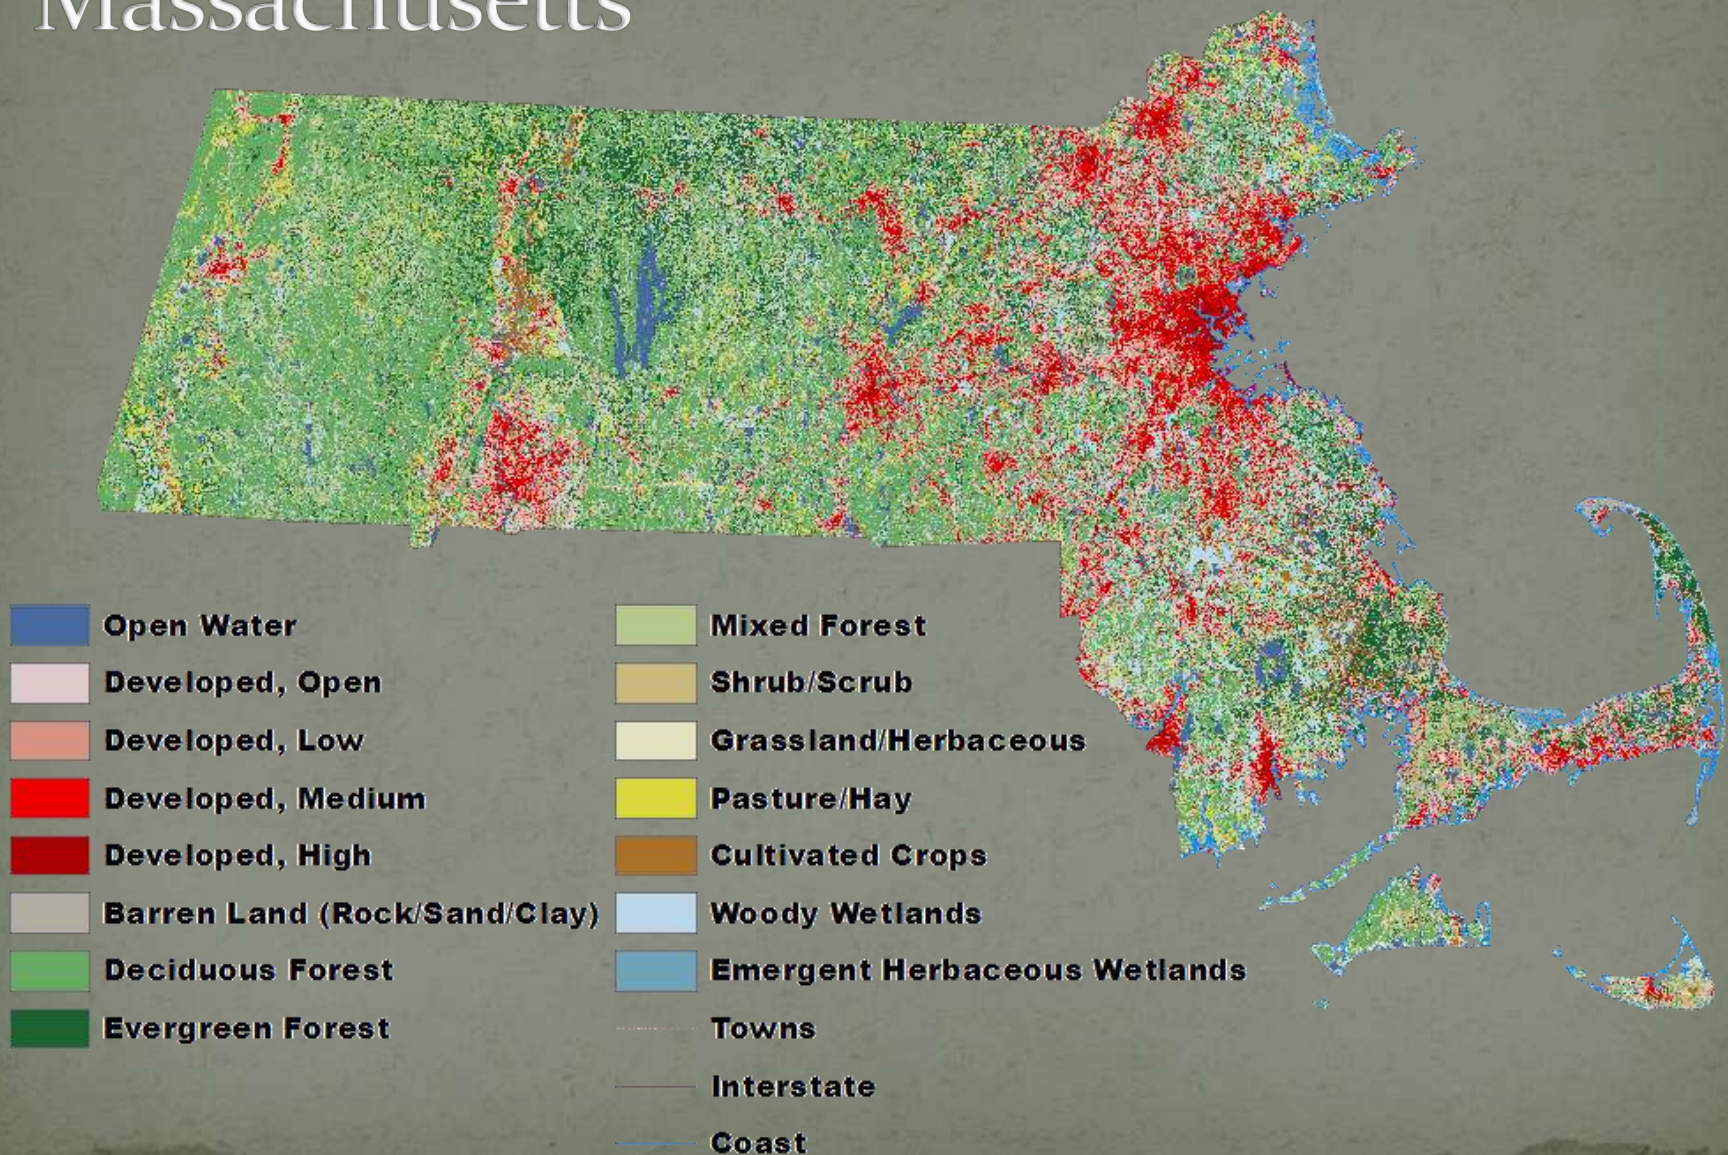 Massachusetts
Open Water
Developed, Open
Developed, Low
Developed, Medium
Developed, High
Barren Land (Rock/Sand/Clay)
Deciduous Forest
Evergreen Forest
Mixed Forest
Shrub/Scrub
Grassland/Herbaceous
Pasture/Hay
Cultivated Crops
Woody Wetlands
Emergent Herbaceous Wetlands
Towns
Interstate
Coast